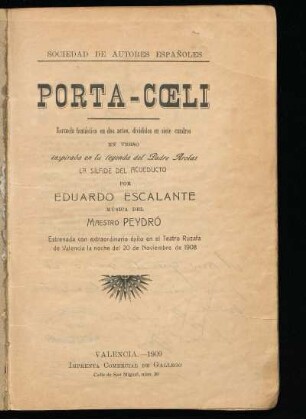 SOCIEDAD DE AUTORES ESPAÑOLES
PORTA-CŒLI
Zarzuela fantástica en dos actos, divididos en siete cuadros
EN VERSO
inspirada en la leyenda del Padre Arolas
LA SILFIDE DEL ACUEDUCTO
POR
EDUARDO ESCALANTE
MÚSICA DEL
MAESTRO PEYDRÓ
Estrenada con extraordinario éxito en el Teatro Ruzafa
de Valencia la noche del 20 de Noviembre de 1908
VALENCIA.—1909
IMPRENTA COMERCIAL DE GALLEGO
Calle de San Miguel, núm.